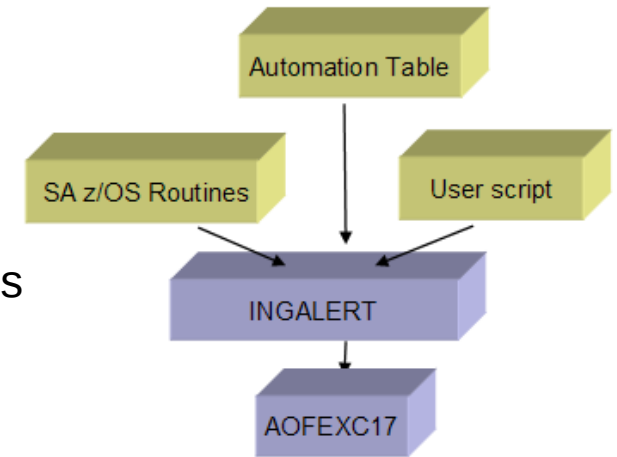 Automation Table
SA z/OS Routines
User script
s
INGALERT
AOFEXC17